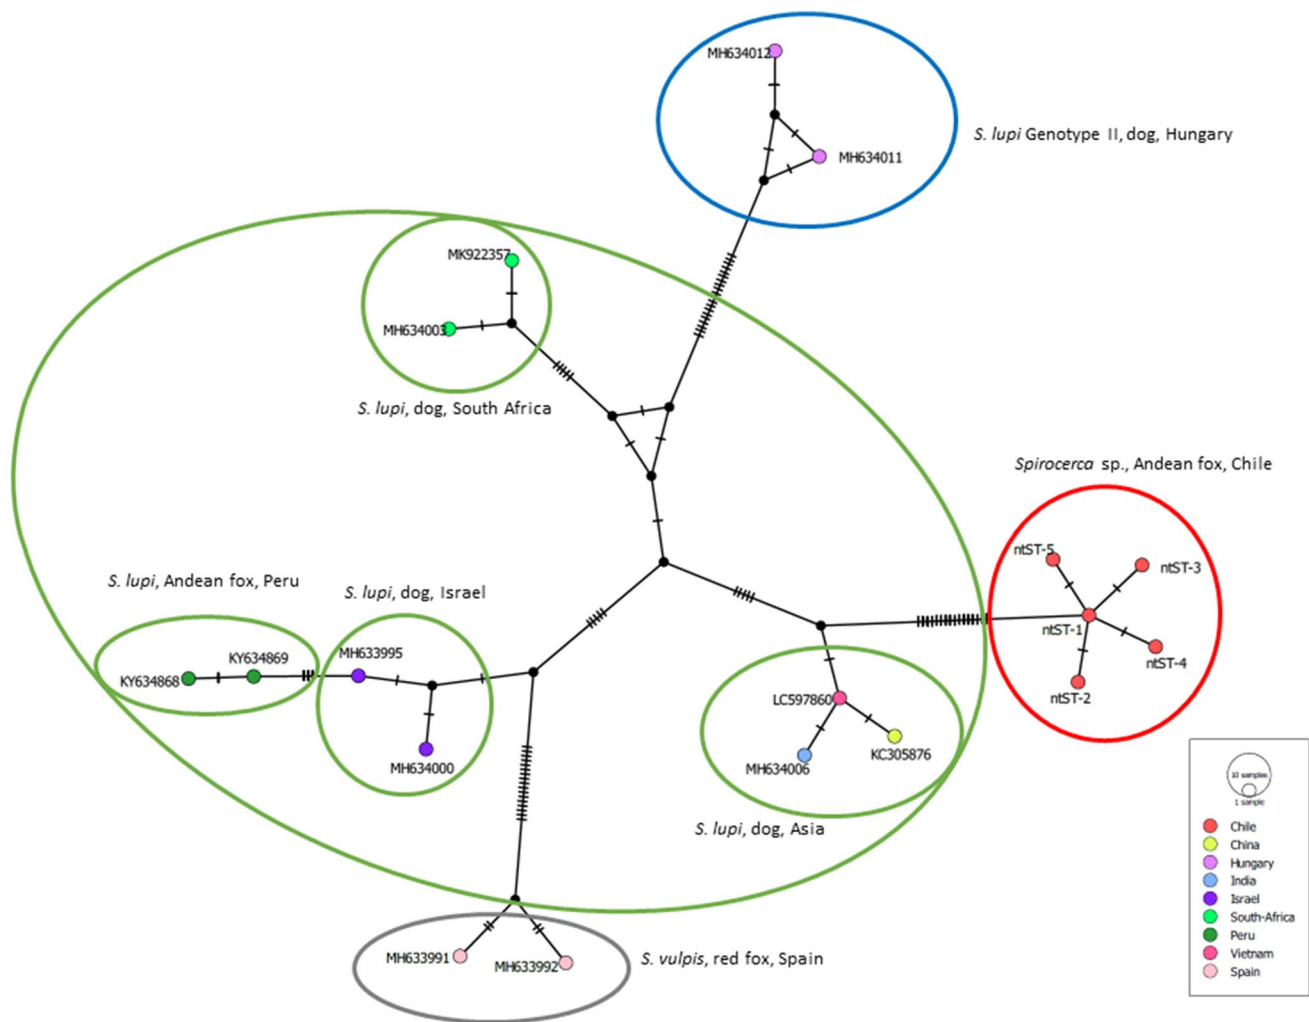 MH634012
S. lupi Genotype II, dog, Hungary
MH634011
MK922357
MH634003
S. lupi, dog, South Africa
Spirocerca sp., Andean fox, Chile
ntST-5
ntST-3
ntST-1
ntST-4
ntST-2
S. lupi, Andean fox, Peru
S. lupi, dog, Israel
KY634868
KY634869
MH633995
MH634000
LC597860
MH634006
KC305876
S. lupi, dog, Asia
MH633991
MH633992
S. vulpis, red fox, Spain
10 samples
1 sample
Chile
China
Hungary
India
Israel
South-Africa
Peru
Vietnam
Spain